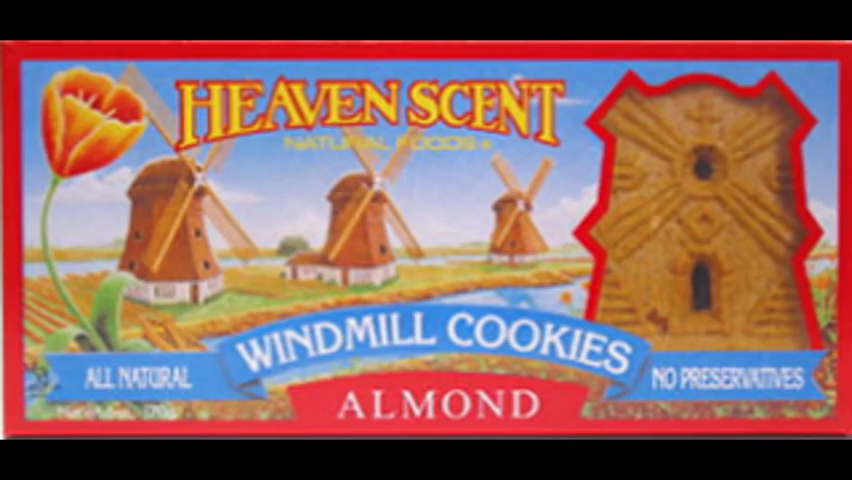 HEAVEN SCENT
NATURAL FOODS
WINDMILL COOKIES
ALL NATURAL
NO PRESERVATIVES
ALMOND